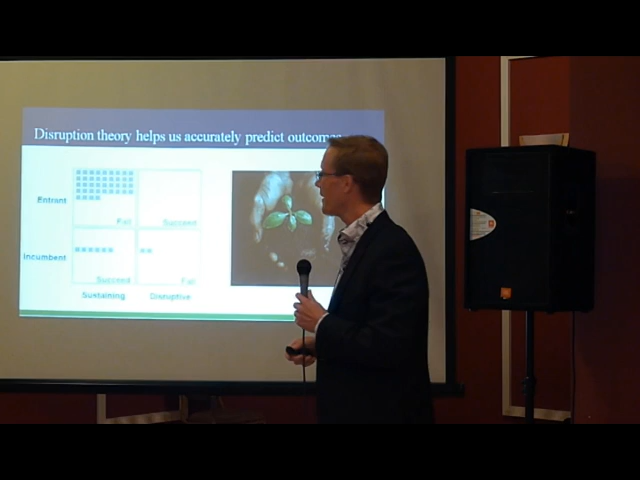 Disruption theory helps us accurately predict outcomes
Entrant
Fail
Succeed
Incumbent
Succeed
Fail
Sustaining
Disruptive